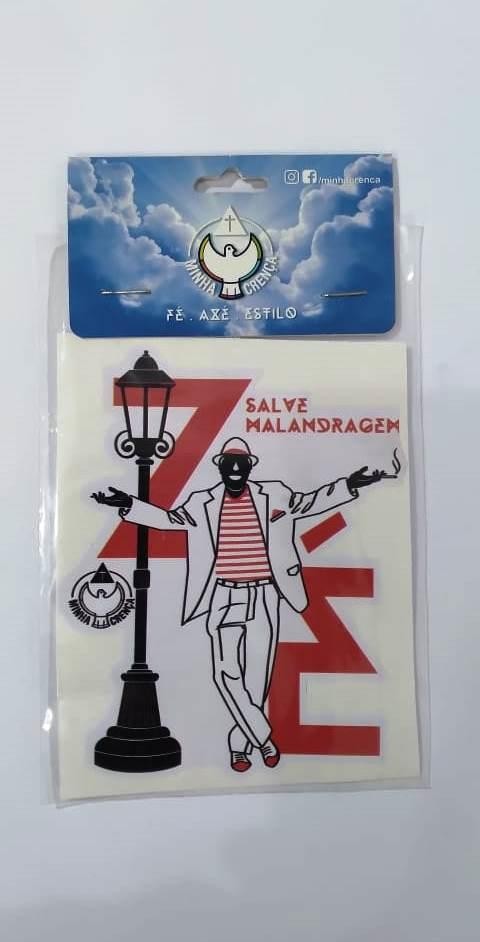 /minhacrenca
MINHA CRENÇA
FÉ . AXÉ . ESTILO
SALVE
MALANDRAGEM
ZÉ
MINHA CRENÇA